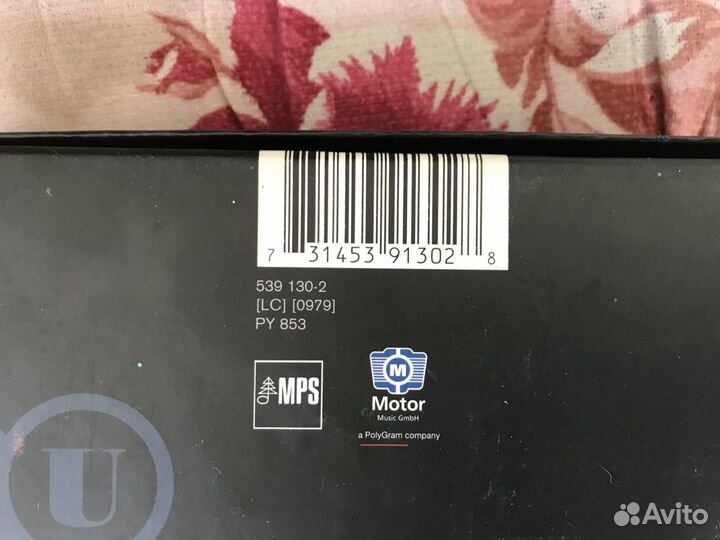 7 31453 91302 8
539 130-2
[LC] [0979]
PY 853
MPS
M
Motor
Music GmbH
a PolyGram company
U
Avito